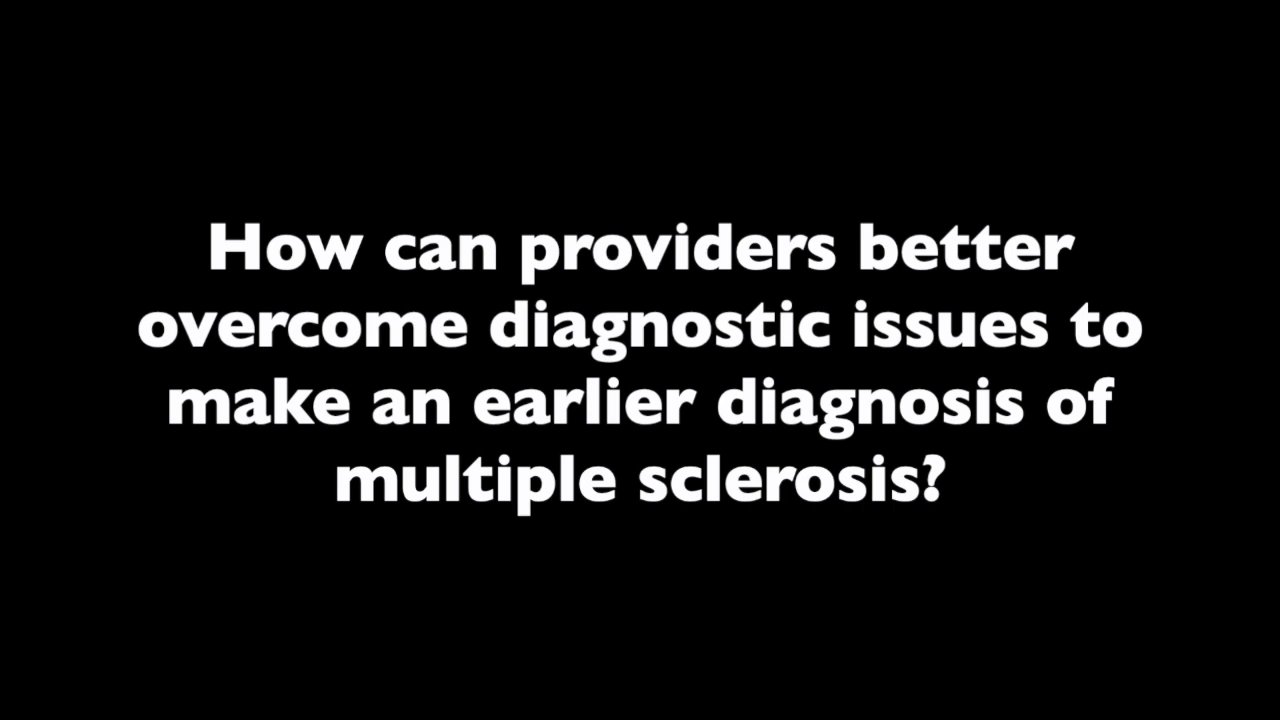 How can providers better
overcome diagnostic issues to
make an earlier diagnosis of
multiple sclerosis?